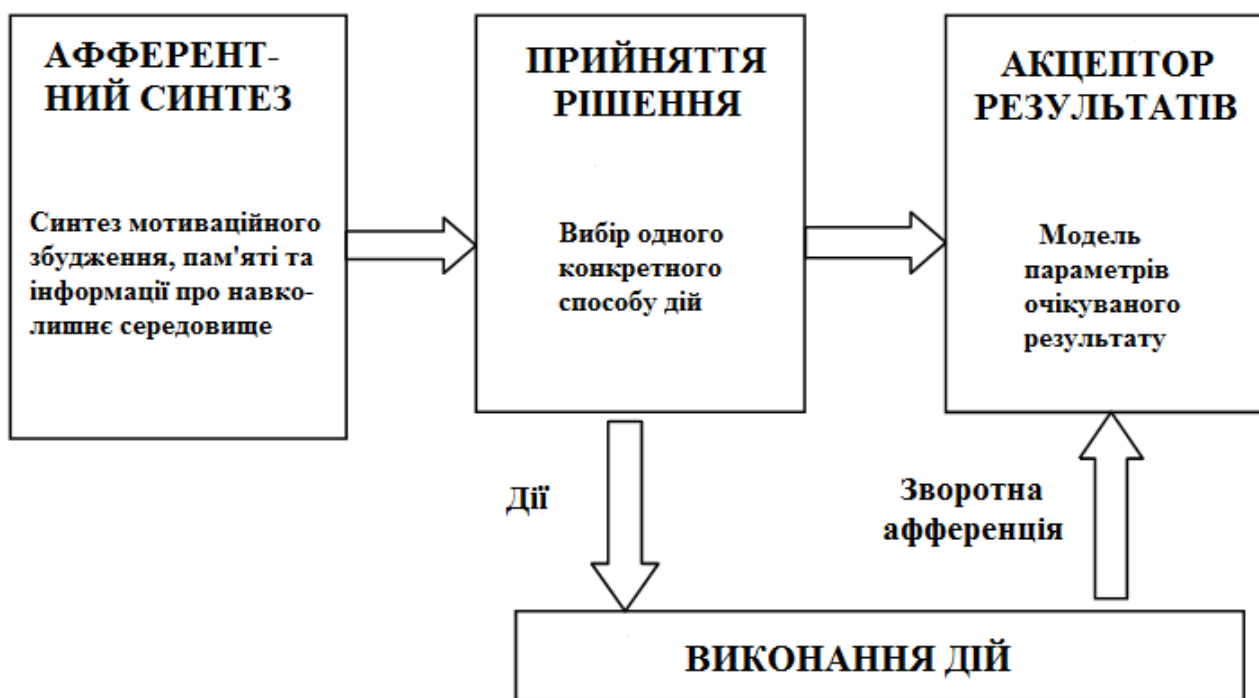 АФФЕРЕНТ-
НИЙ СИНТЕЗ
Синтез мотиваційного
збудження, пам'яті та
інформації про навко-
лишнє середовище
ПРИЙНЯТТЯ
РІШЕННЯ
Вибір одного
конкретного
способу дій
АКЦЕПТОР
РЕЗУЛЬТАТІВ
Модель
параметрів
очікуваного
результату
Дії
Зворотна
афференція
ВИКОНАННЯ ДІЙ